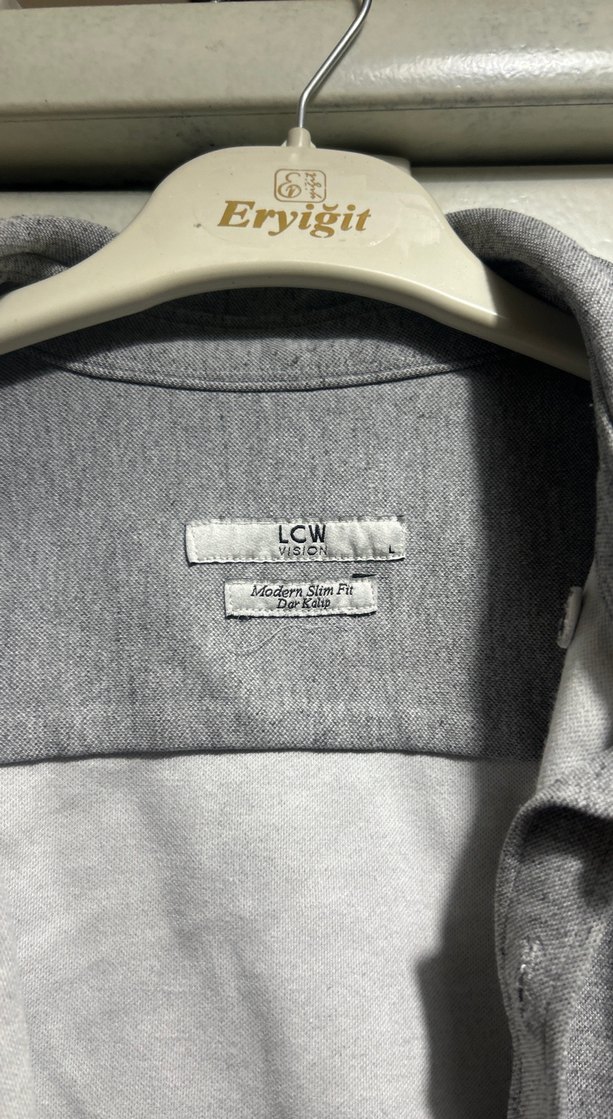 Eryiğit
LCW
VISION
L
Modern Slim Fit
Dar Kalıp